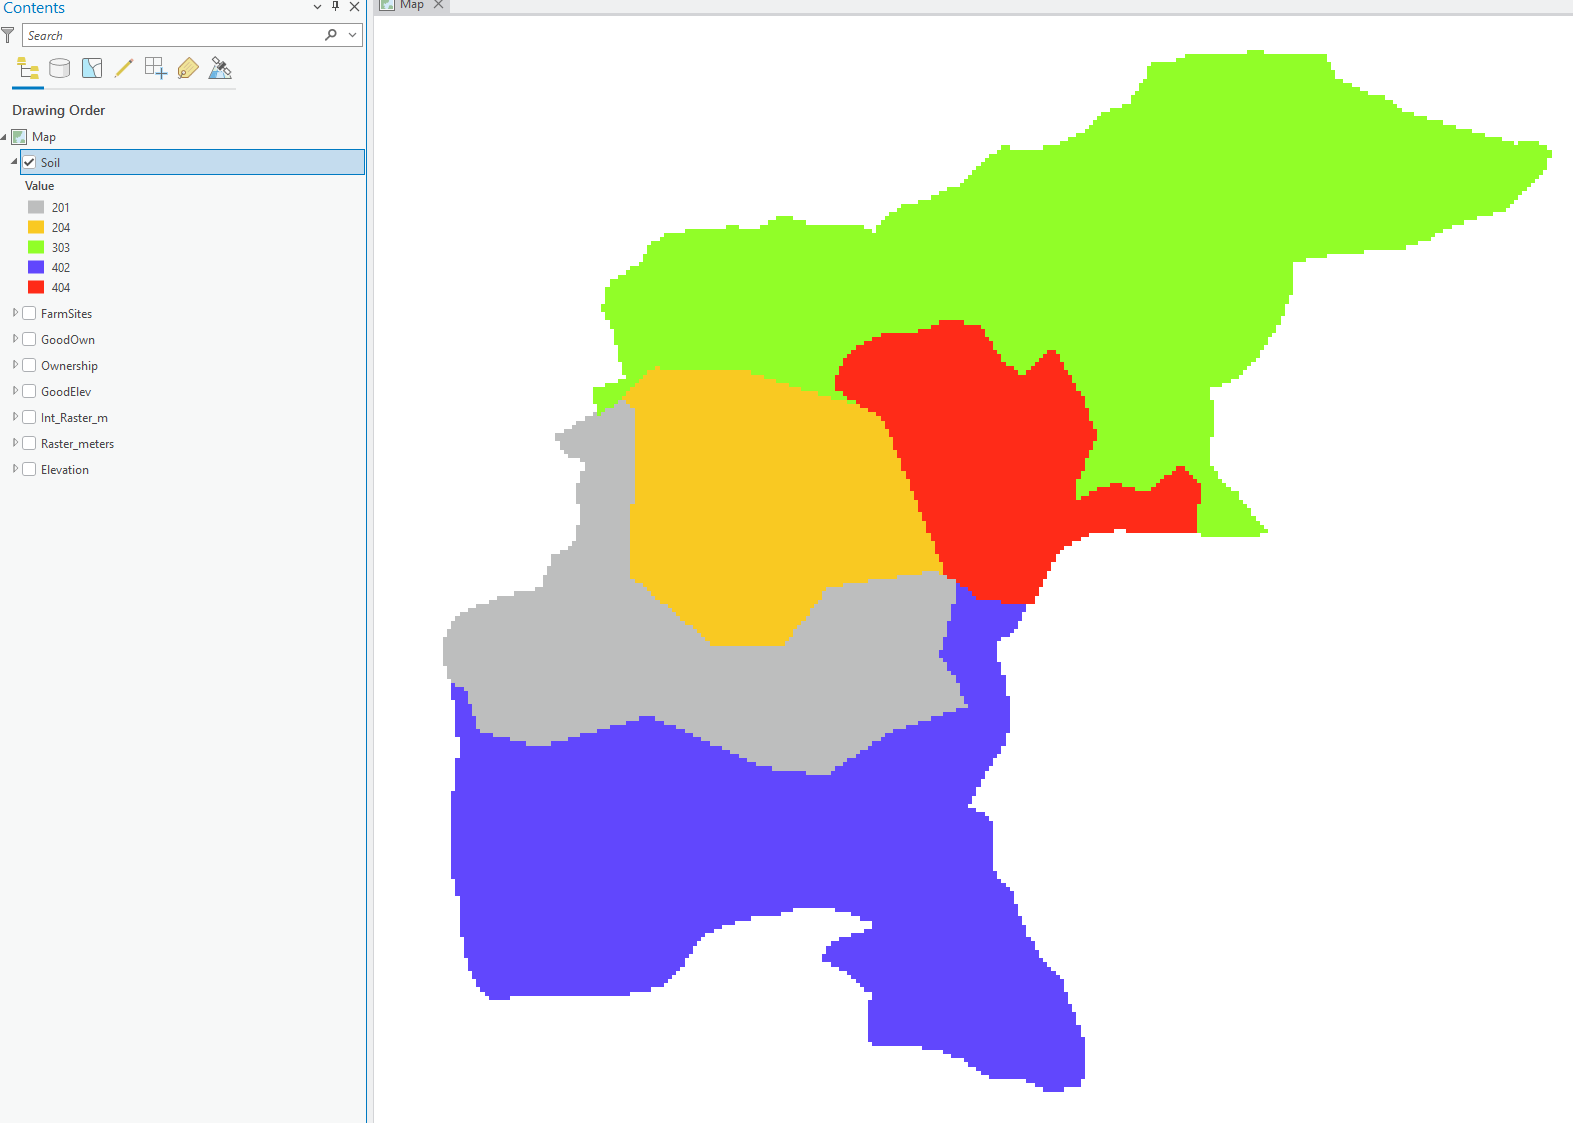 Contents
Map
Search
Drawing Order
Map
Soil
Value
201
204
303
402
404
FarmSites
GoodOwn
Ownership
GoodElev
Int_Raster_m
Raster_meters
Elevation